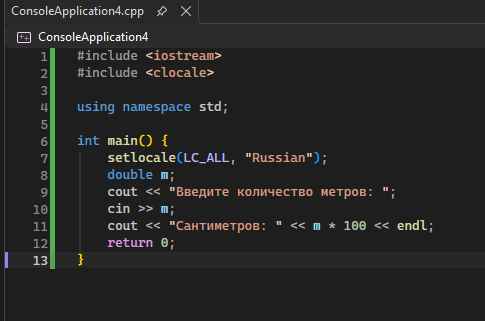 ConsoleApplication4.cpp
ConsoleApplication4
1 #include <iostream>
2 #include <clocale>
3
4 using namespace std;
5
6 int main() {
7 setlocale(LC_ALL, "Russian");
8 double m;
9 cout << "Введите количество метров: ";
10 cin >> m;
11 cout << "Сантиметров: " << m * 100 << endl;
12 return 0;
13 }